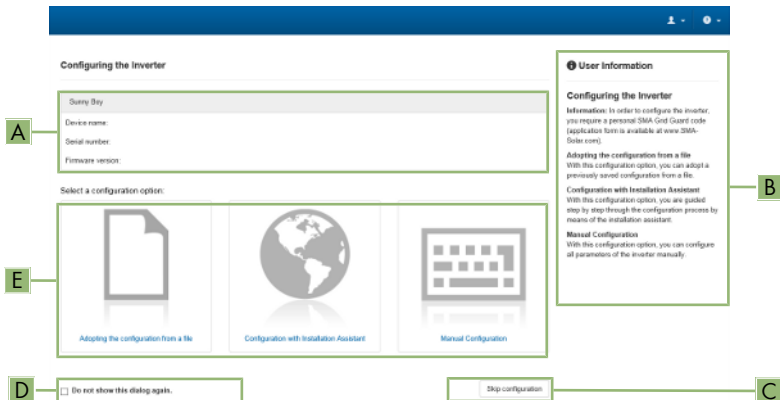 Configuring the Inverter
User Information
A
Sunny Boy
Device name:
Serial number:
Firmware version:
Configuring the Inverter
Information: In order to configure the inverter,
you require a personal SMA Grid Guard code
(application form is available at www.SMA-
Solar.com).
Adopting the configuration from a file
With this configuration option, you can adopt a
previously saved configuration from a file.
Configuration with Installation Assistant
With this configuration option, you are guided
step by step through the configuration process by
means of the installation assistant.
Manual Configuration
With this configuration option, you can configure
all parameters of the inverter manually.
B
Select a configuration option:
E
Adopting the configuration from a file
Configuration with Installation Assistant
Manual Configuration
D
Do not show this dialog again.
Skip configuration
C